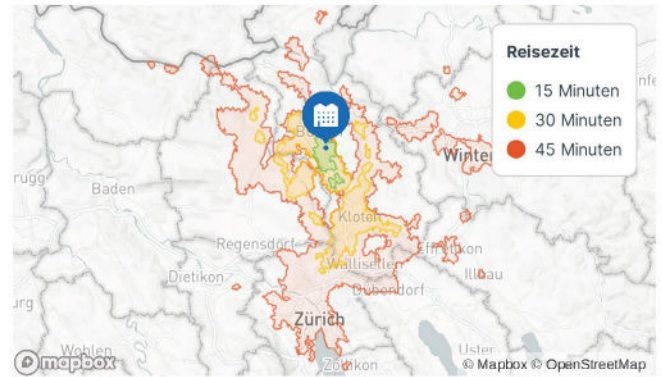 Reisezeit
15 Minuten
30 Minuten
45 Minuten
Winter
Baden
Kloten
Regensdorf
Effretikon
Wallisellen
Illnau
Dietikon
Dübendorf
Zürich
Wohlen
Uster
mapbox
© Mapbox © OpenStreetMap